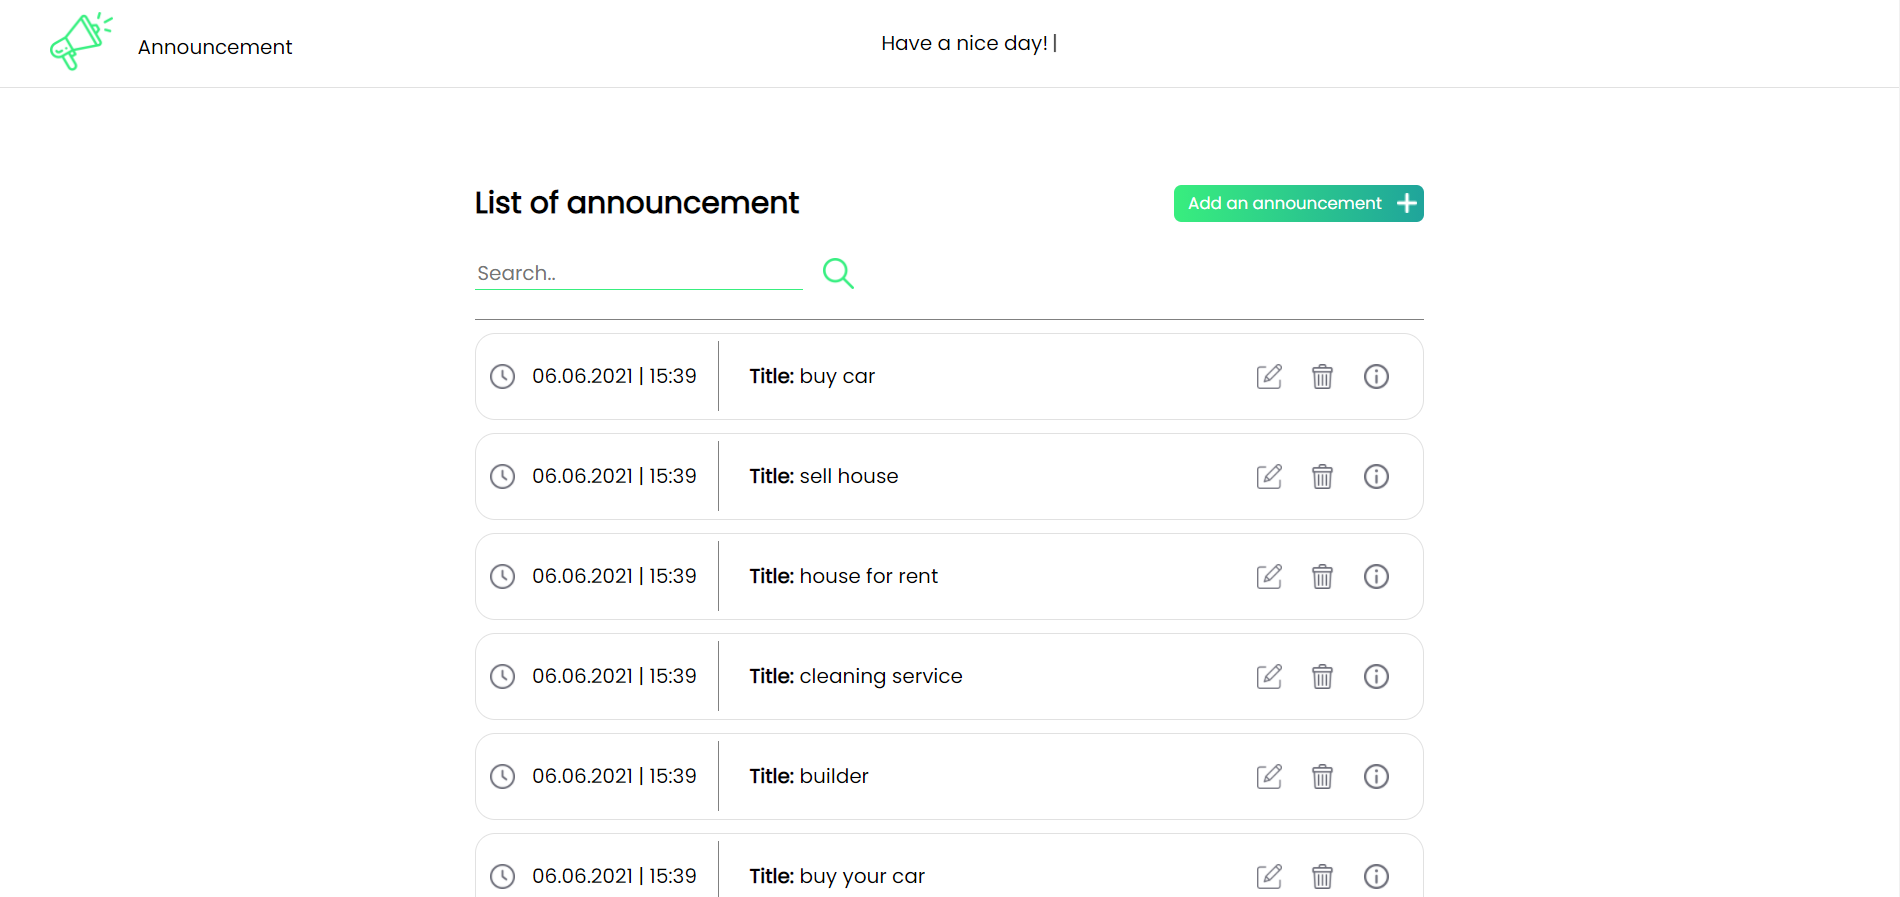 Announcement
Have a nice day! |
List of announcement
Add an announcement
Search..
06.06.2021 | 15:39 Title: buy car
06.06.2021 | 15:39 Title: sell house
06.06.2021 | 15:39 Title: house for rent
06.06.2021 | 15:39 Title: cleaning service
06.06.2021 | 15:39 Title: builder
06.06.2021 | 15:39 Title: buy your car